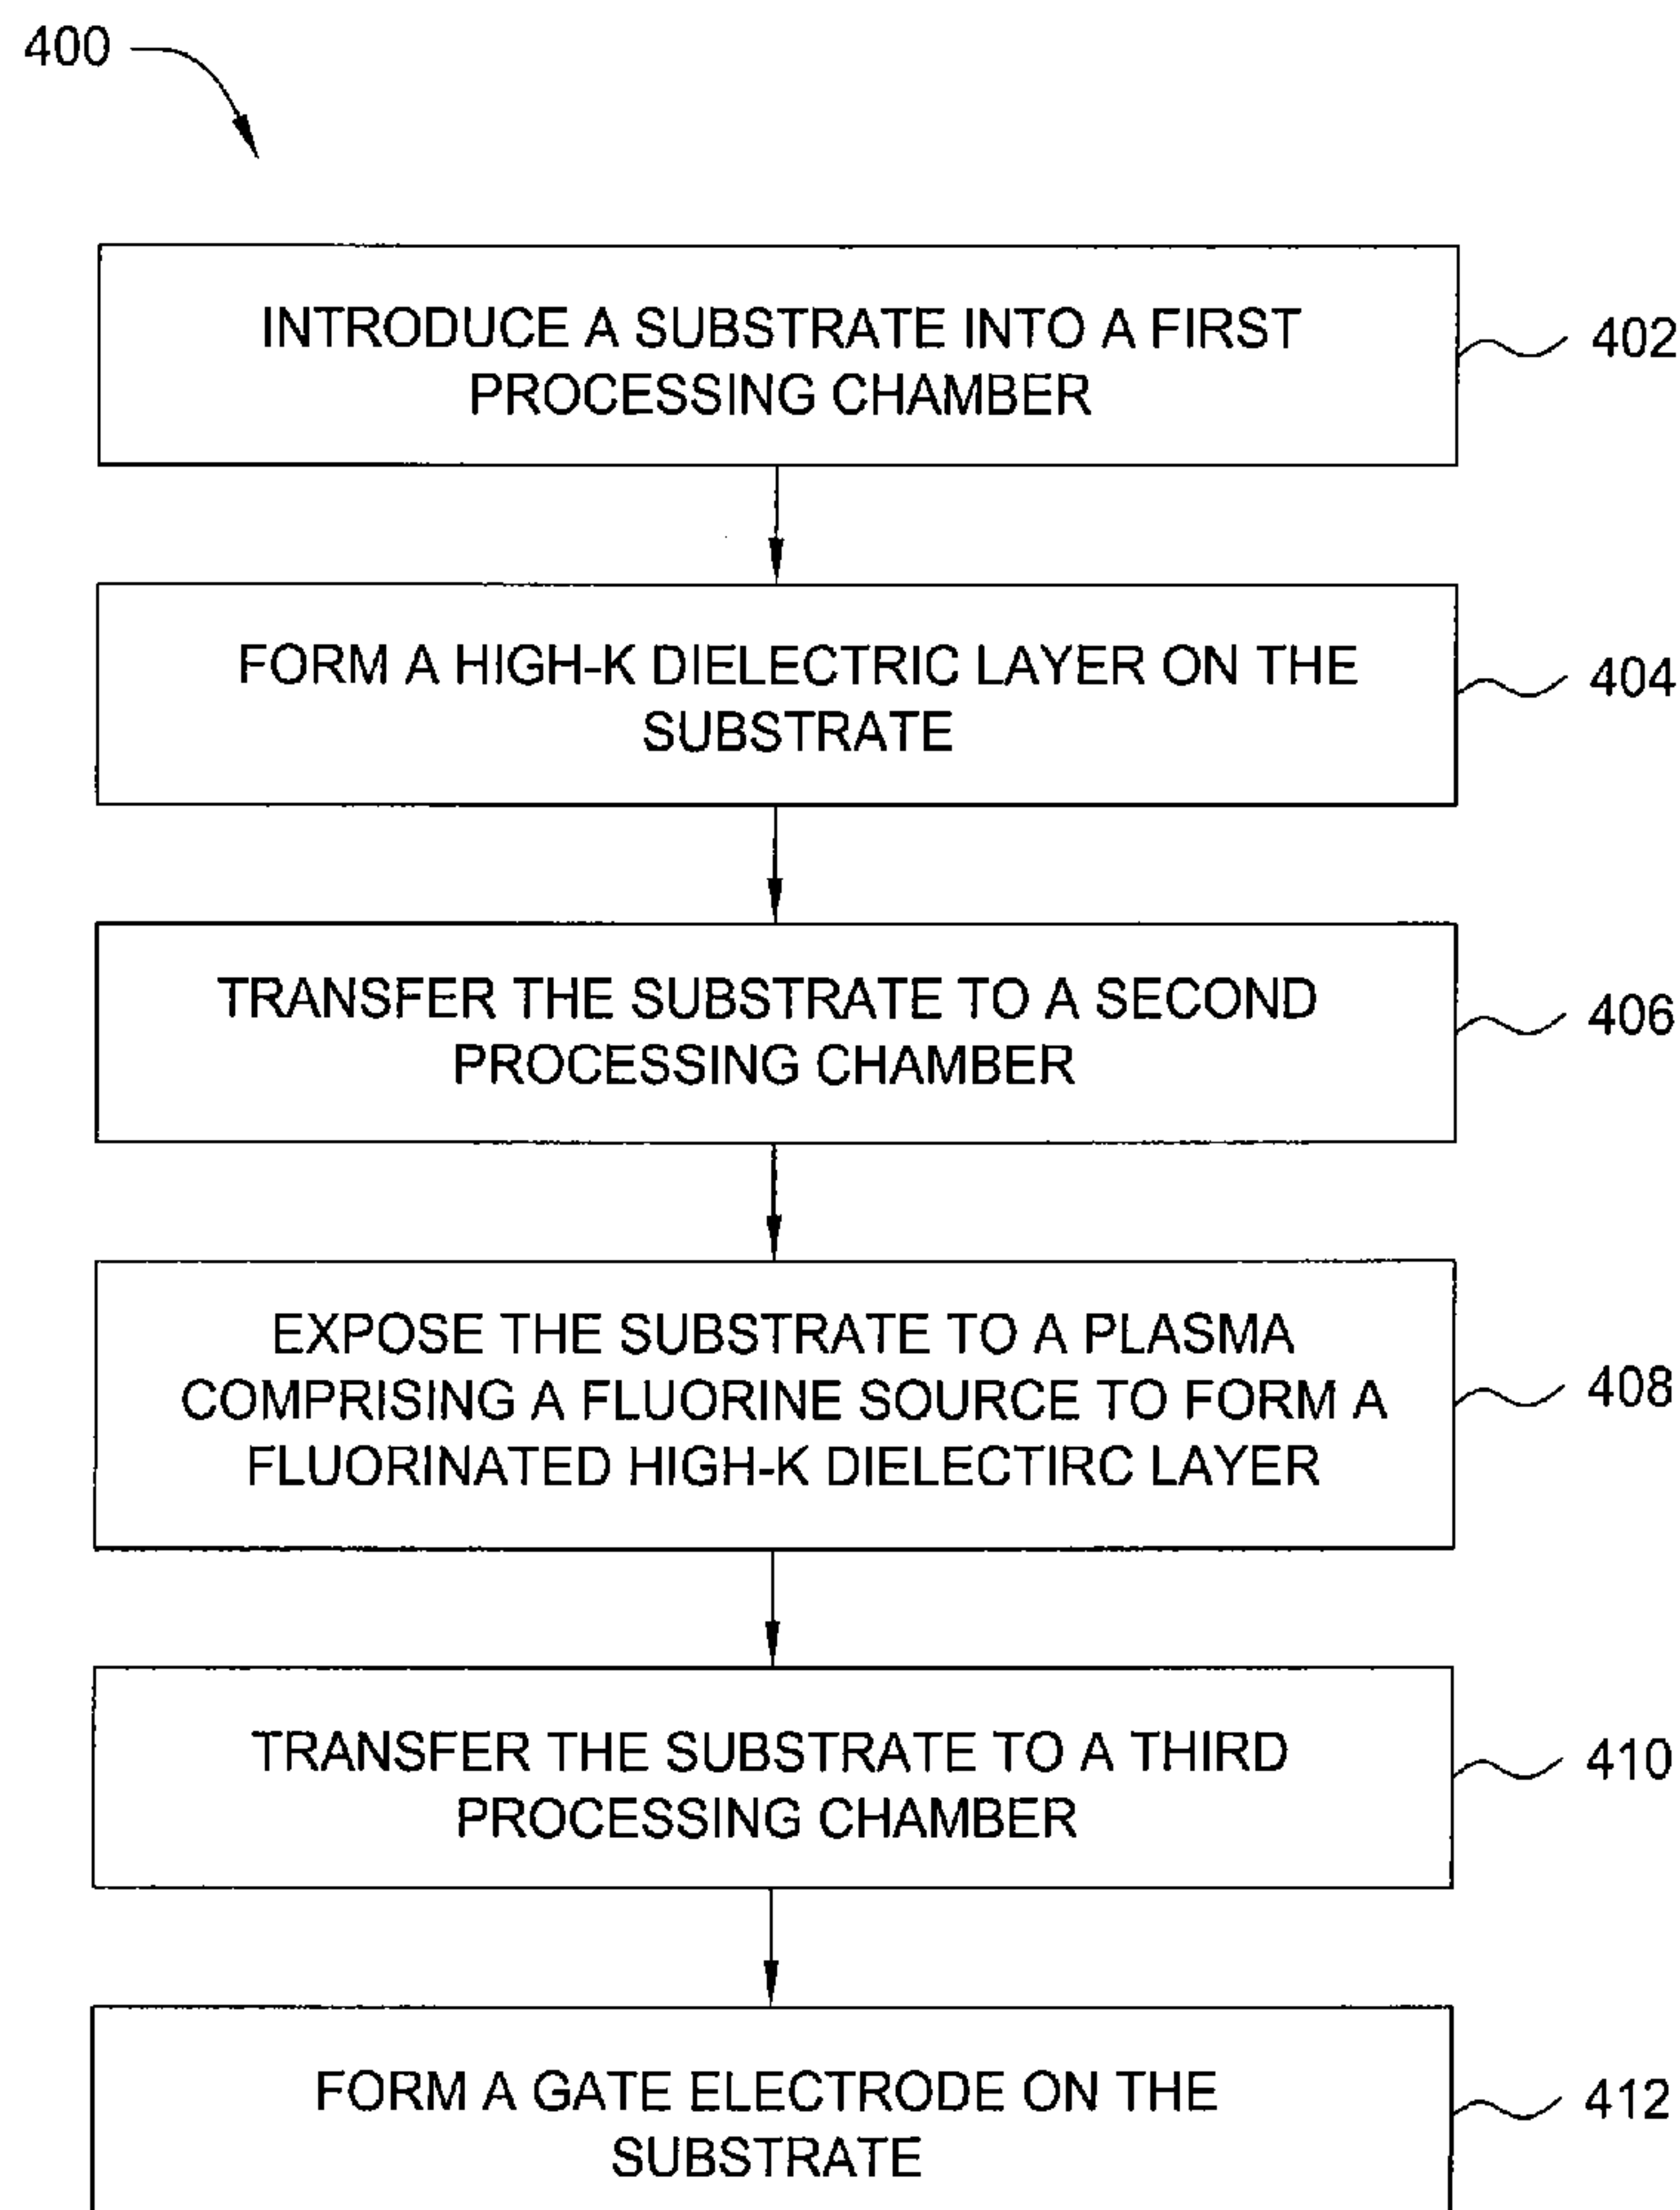 400
INTRODUCE A SUBSTRATE INTO A FIRST
PROCESSING CHAMBER
402
FORM A HIGH-K DIELECTRIC LAYER ON THE
SUBSTRATE
404
TRANSFER THE SUBSTRATE TO A SECOND
PROCESSING CHAMBER
406
EXPOSE THE SUBSTRATE TO A PLASMA
COMPRISING A FLUORINE SOURCE TO FORM A
FLUORINATED HIGH-K DIELECTIRC LAYER
408
TRANSFER THE SUBSTRATE TO A THIRD
PROCESSING CHAMBER
410
FORM A GATE ELECTRODE ON THE
SUBSTRATE
412